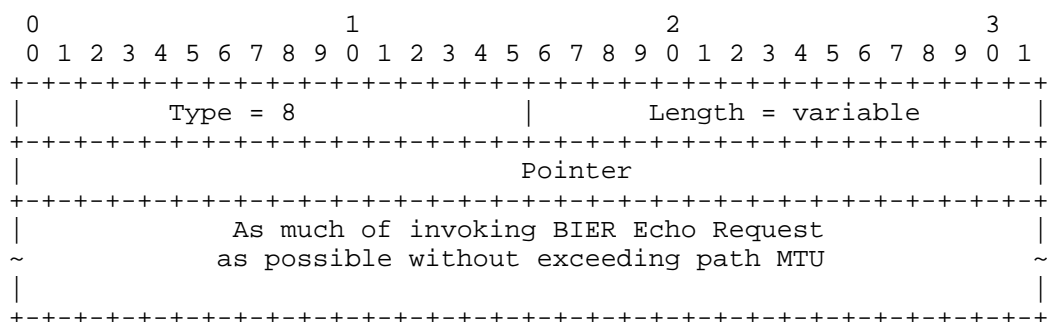 0                   1                   2                   3
 0 1 2 3 4 5 6 7 8 9 0 1 2 3 4 5 6 7 8 9 0 1 2 3 4 5 6 7 8 9 0 1
+-+-+-+-+-+-+-+-+-+-+-+-+-+-+-+-+-+-+-+-+-+-+-+-+-+-+-+-+-+-+-+-+
|         Type = 8              |       Length = variable       |
+-+-+-+-+-+-+-+-+-+-+-+-+-+-+-+-+-+-+-+-+-+-+-+-+-+-+-+-+-+-+-+-+
|                               Pointer                         |
+-+-+-+-+-+-+-+-+-+-+-+-+-+-+-+-+-+-+-+-+-+-+-+-+-+-+-+-+-+-+-+-+
|             As much of invoking BIER Echo Request             |
~            as possible without exceeding path MTU             ~
|                                                               |
+-+-+-+-+-+-+-+-+-+-+-+-+-+-+-+-+-+-+-+-+-+-+-+-+-+-+-+-+-+-+-+-+